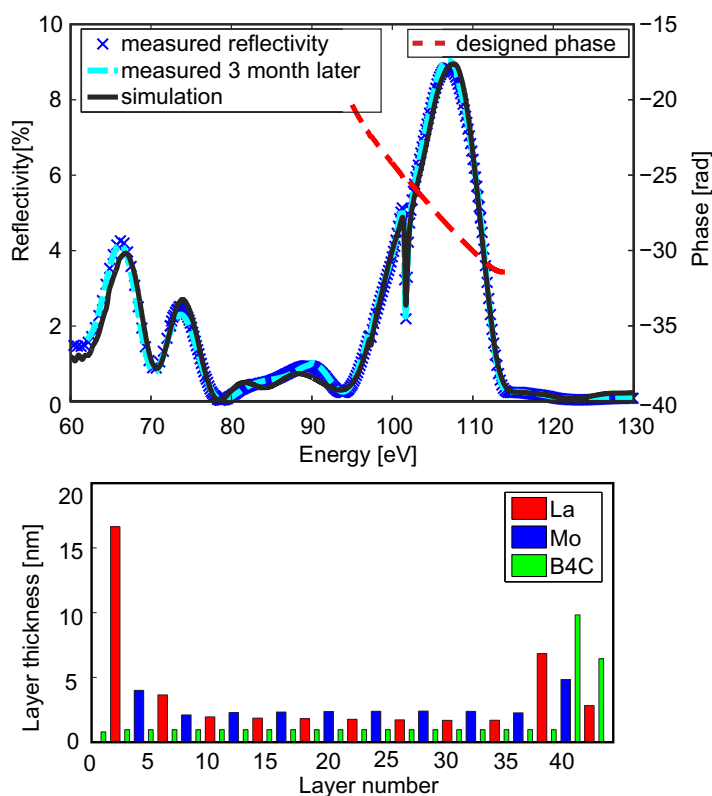 10
8
6
4
2
0
Reflectivity[%]
× measured reflectivity
measured 3 month later
simulation
designed phase
−15
−20
−25
−30
−35
−40
Phase [rad]
60 70 80 90 100 110 120 130
Energy [eV]
20
15
10
5
0
Layer thickness [nm]
La
Mo
B4C
0 5 10 15 20 25 30 35 40
Layer number